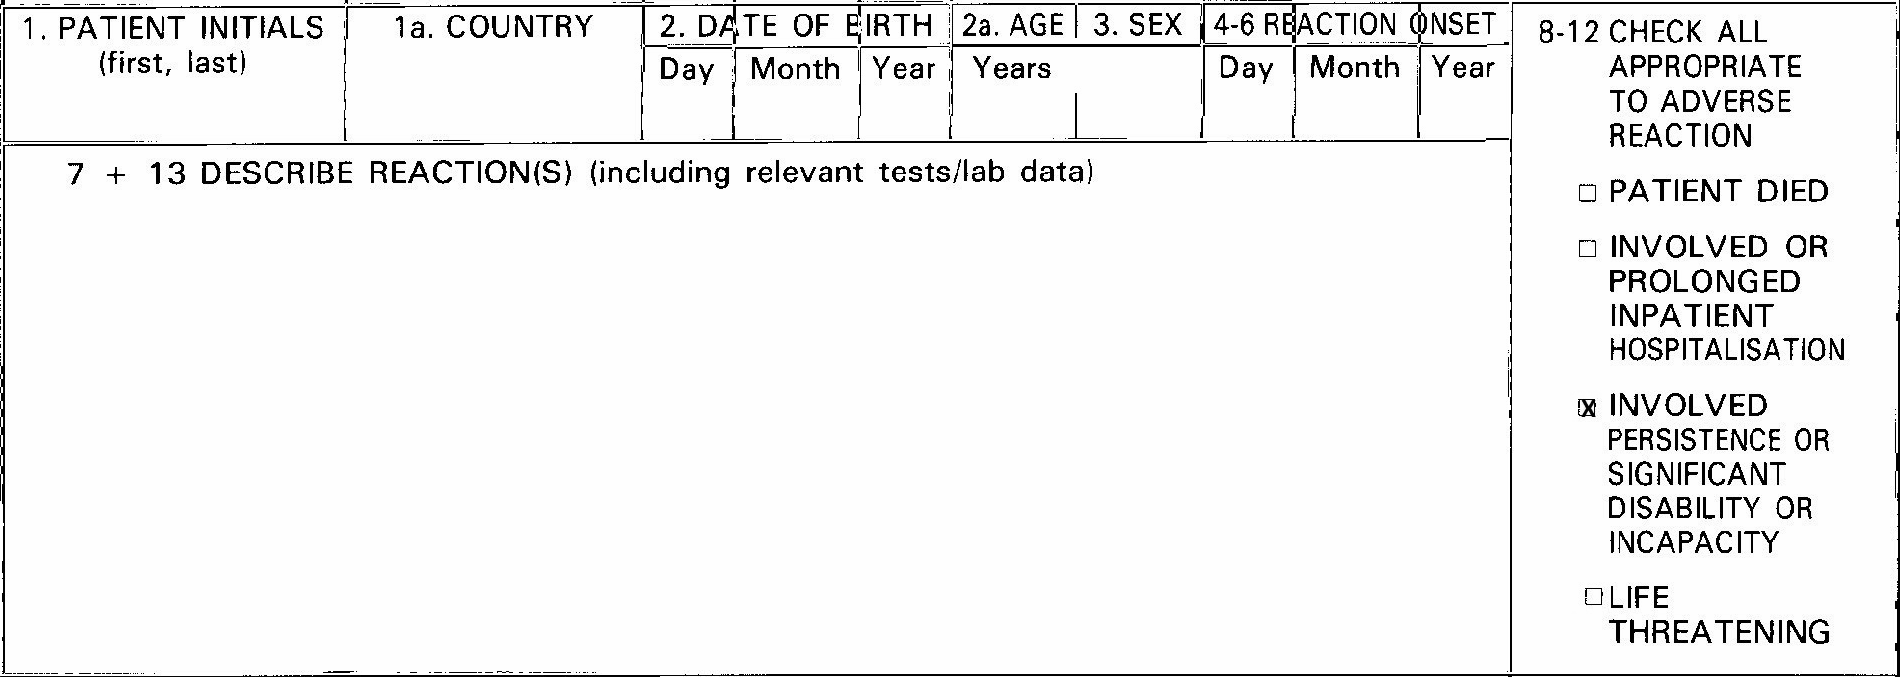 1. PATIENT INITIALS
(first, last)
1a. COUNTRY
2. DATE OF BIRTH
Day Month Year
2a. AGE
Years
3. SEX
4-6 REACTION ONSET
Day Month Year
7 + 13 DESCRIBE REACTION(S) (including relevant tests/lab data)
8-12 CHECK ALL
APPROPRIATE
TO ADVERSE
REACTION
☐ PATIENT DIED
☐ INVOLVED OR
PROLONGED
INPATIENT
HOSPITALISATION
☒ INVOLVED
PERSISTENCE OR
SIGNIFICANT
DISABILITY OR
INCAPACITY
☐ LIFE
THREATENING